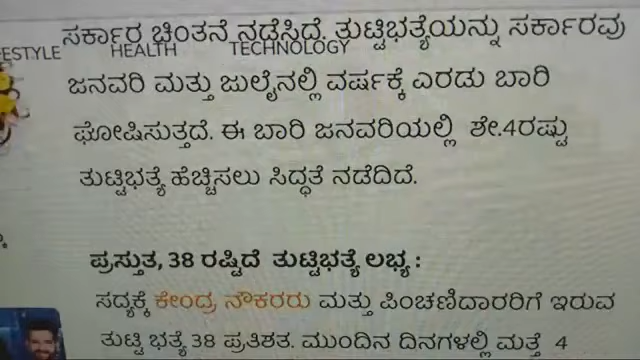 ಸರ್ಕಾರ ಚಿಂತನೆ ನಡೆಸಿದೆ. ತುಟ್ಟಿಭತ್ಯೆಯನ್ನು ಸರ್ಕಾರವು
ESTYLE HEALTH TECHNOLOGY
ಜನವರಿ ಮತ್ತು ಜುಲೈನಲ್ಲಿ ವರ್ಷಕ್ಕೆ ಎರಡು ಬಾರಿ
ಘೋಷಿಸುತ್ತದೆ. ಈ ಬಾರಿ ಜನವರಿಯಲ್ಲಿ ಶೇ.4ರಷ್ಟು
ತುಟ್ಟಿಭತ್ಯೆ ಹೆಚ್ಚಿಸಲು ಸಿದ್ಧತೆ ನಡೆದಿದೆ.
ಪ್ರಸ್ತುತ, 38 ರಷ್ಟಿದೆ ತುಟ್ಟಿಭತ್ಯೆ ಲಭ್ಯ :
ಸದ್ಯಕ್ಕೆ ಕೇಂದ್ರ ನೌಕರರು ಮತ್ತು ಪಿಂಚಣಿದಾರರಿಗೆ ಇರುವ
ತುಟ್ಟಿ ಭತ್ಯೆ 38 ಪ್ರತಿಶತ. ಮುಂದಿನ ದಿನಗಳಲ್ಲಿ ಮತ್ತೆ 4